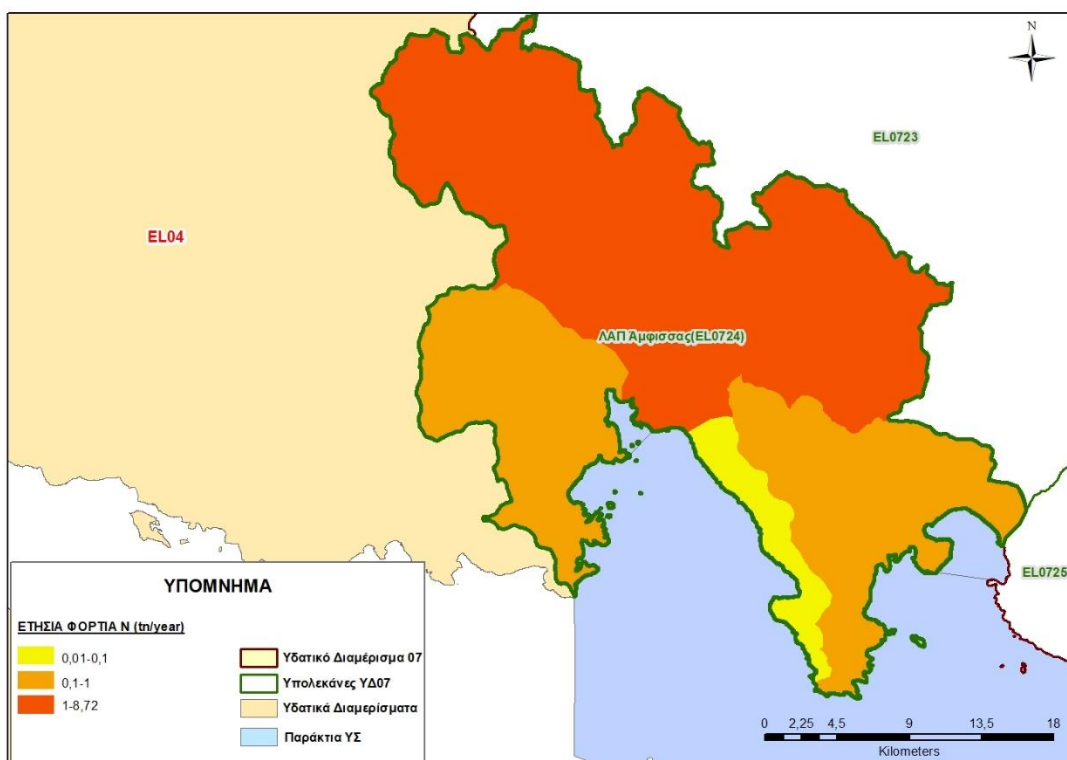 N
EL0723
EL04
ΛΑΠ Άμφισσας(EL0724)
EL0725
ΥΠΟΜΝΗΜΑ
ΕΤΗΣΙΑ ΦΟΡΤΙΑ Ν (tn/year)
0,01-0,1
0,1-1
1-8,72
Υδατικό Διαμέρισμα 07
Υπολεκάνες ΥΔ07
Υδατικά Διαμερίσματα
Παράκτια ΥΣ
0 2,25 4,5 9 13,5 18
Kilometers